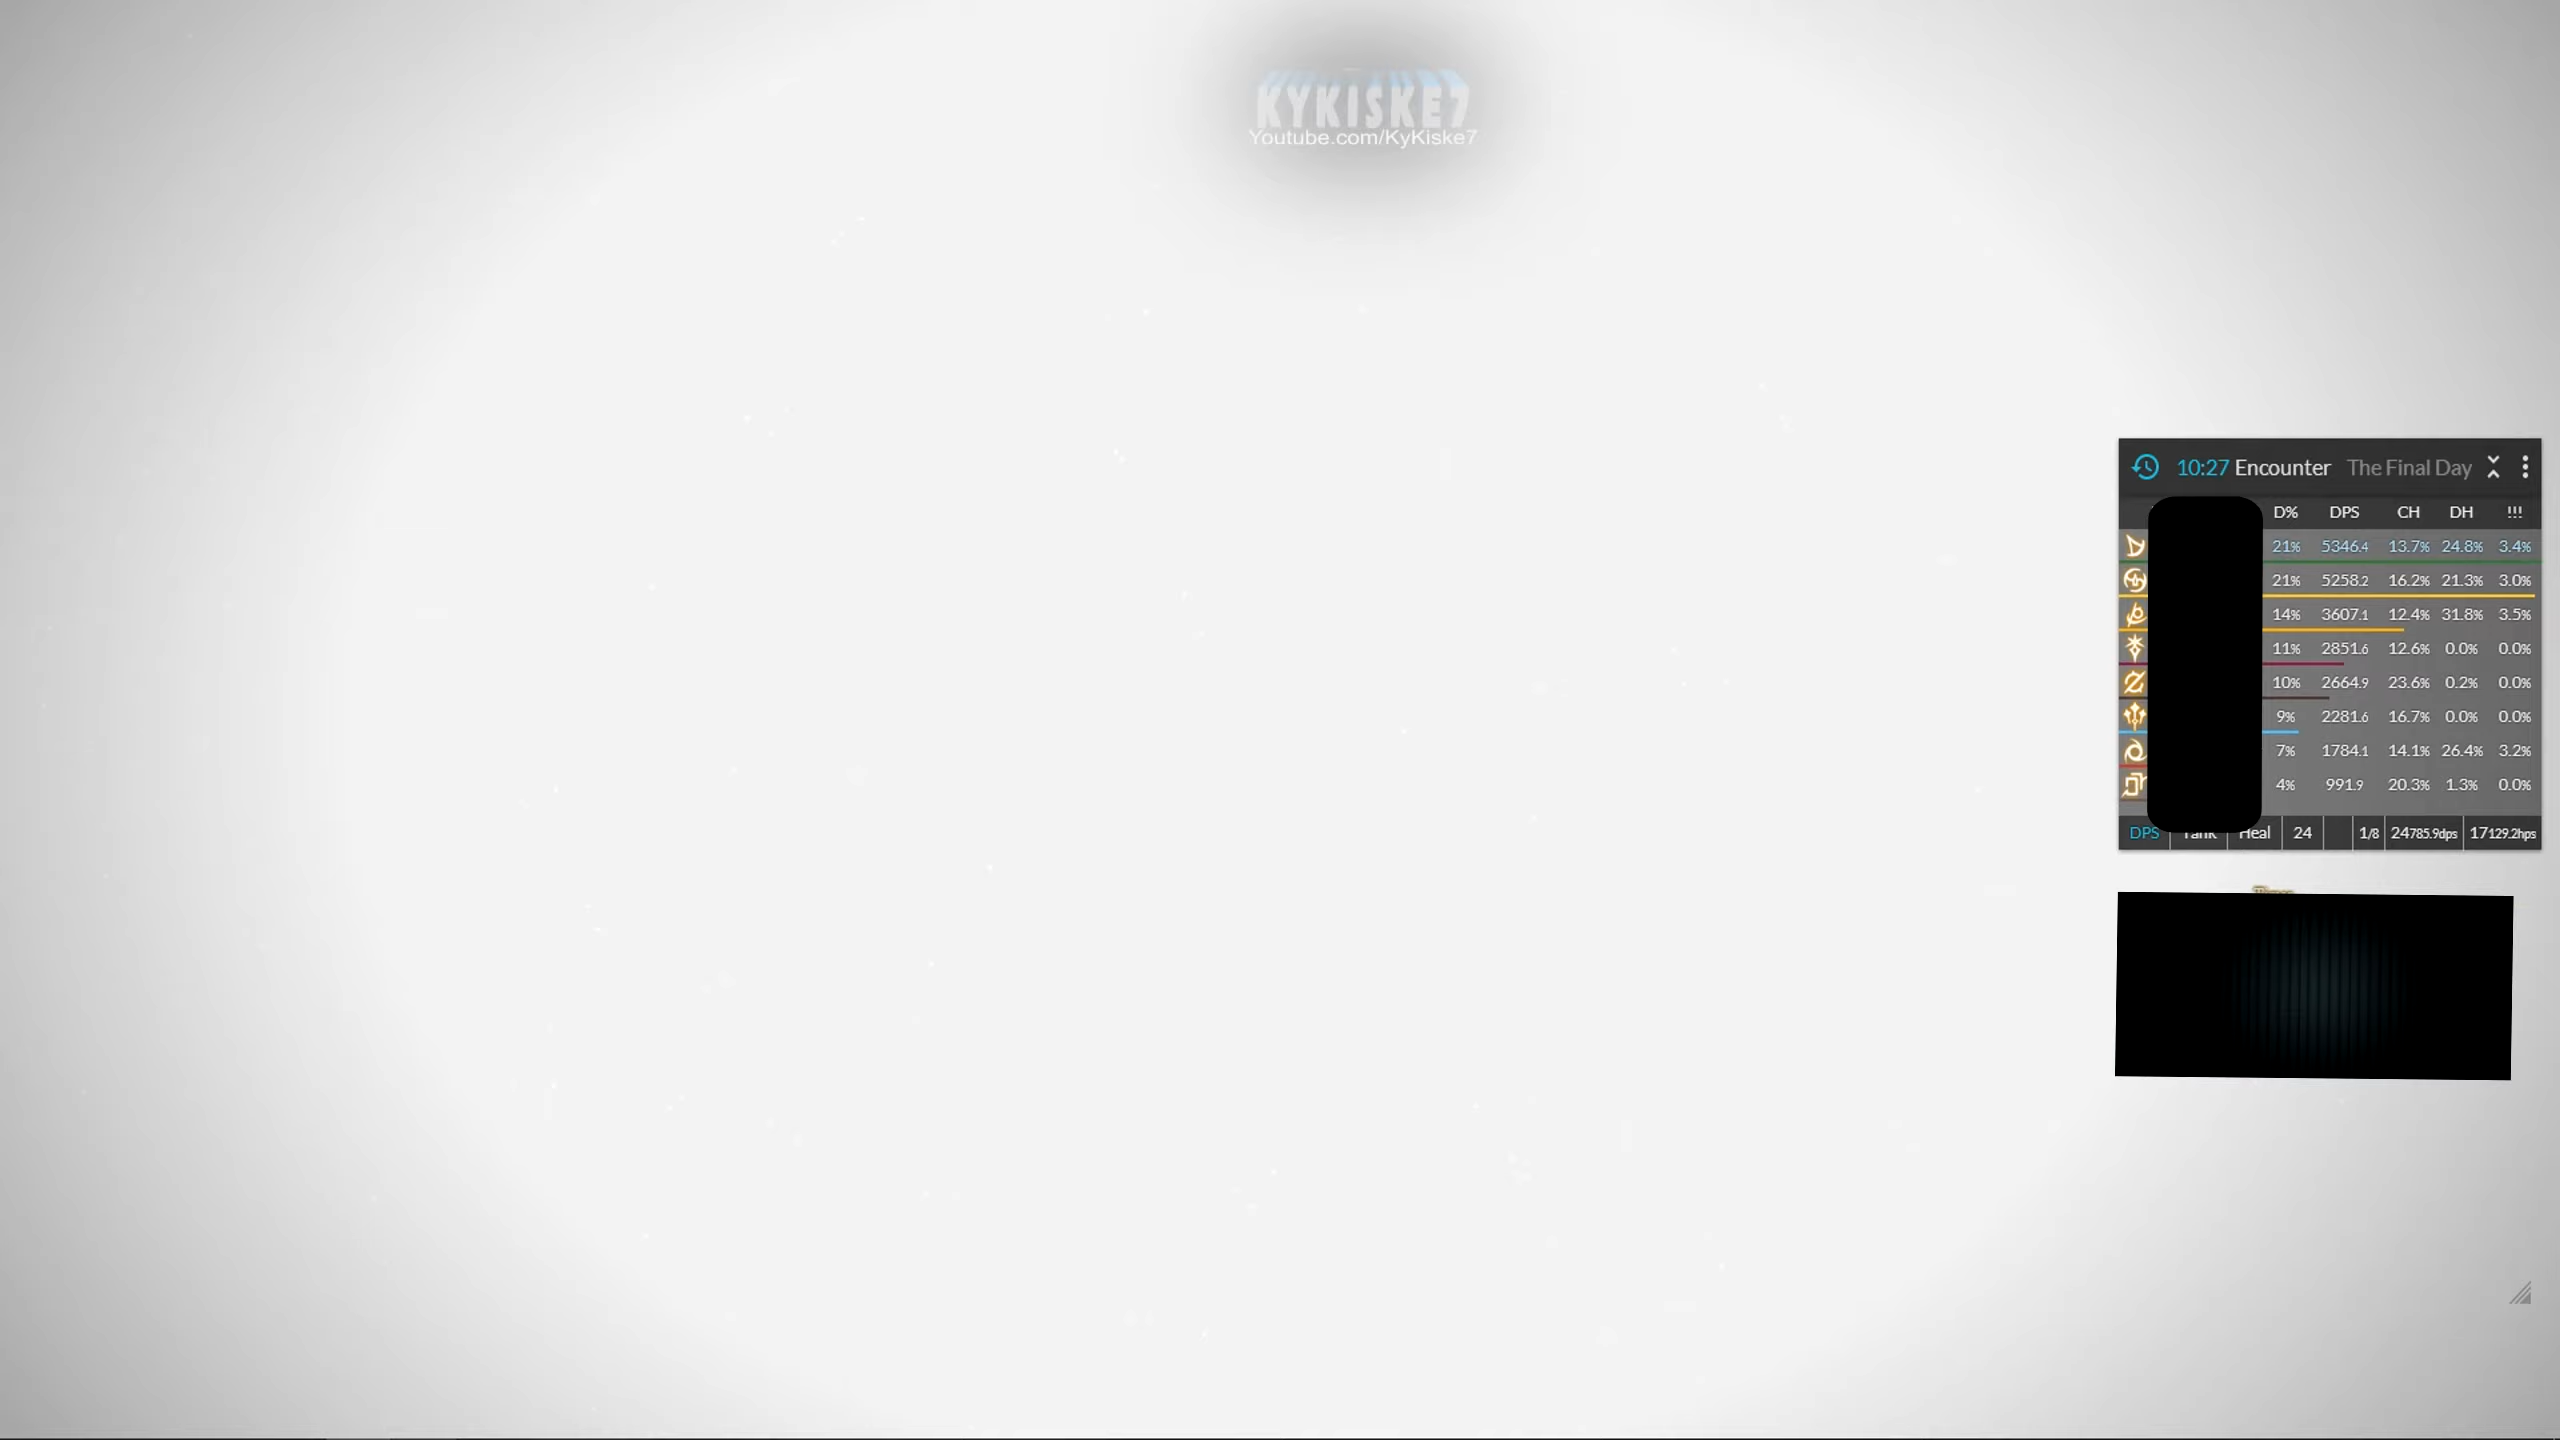 KYKISKE7
Youtube.com/KyKiske7
10:27 Encounter The Final Day
D% DPS CH DH !!!
21% 5346.4 13.7% 24.8% 3.4%
21% 5258.2 16.2% 21.3% 3.0%
14% 3607.1 12.4% 31.8% 3.5%
11% 2851.6 12.6% 0.0% 0.0%
10% 2664.9 23.6% 0.2% 0.0%
9% 2281.6 16.7% 0.0% 0.0%
7% 1784.1 14.1% 26.4% 3.2%
4% 991.9 20.3% 1.3% 0.0%
DPS Tank Heal 24 1/8 24785.9dps 17129.2hps